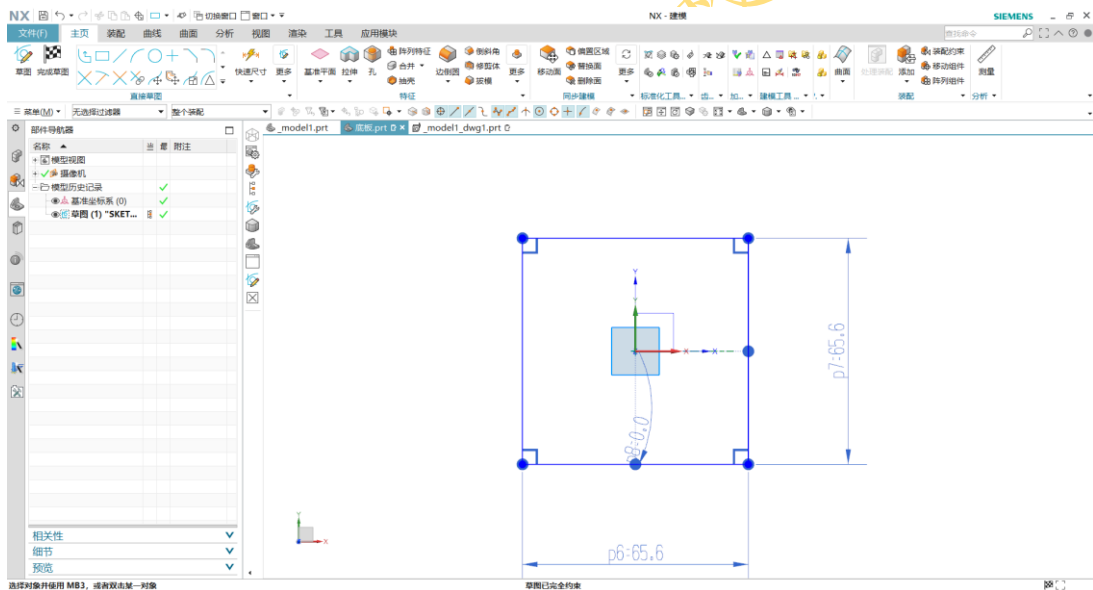 NX 切换窗口 窗口 NX - 建模 SIEMENS
文件(F) 主页 装配 曲线 曲面 分析 视图 渲染 工具 应用模块 查找命令
草图 完成草图 快速尺寸 更多 基准平面 拉伸 孔 阵列特征 合并 抽壳 边倒圆 倒斜角 修剪体 拔模 更多 移动面 偏置区域 替换面 删除面 更多 曲面 添加 装配约束 移动组件 阵列组件 测量
直接草图 特征 同步建模 标准化工具... 齿... 加... 建模工具... 装配 分析
菜单(M) 无选择过滤器 整个装配
部件导航器 _model1.prt 底板.prt _model1_dwg1.prt
名称 附注
模型视图
摄像机
模型历史记录
基准坐标系 (0)
草图 (1) "SKET...
Y
Y
X X
p7=65.6
p8=0.0
p6=65.6
Y
X
相关性
细节
预览
选择对象并使用 MB3，或者双击某一对象 草图已完全约束